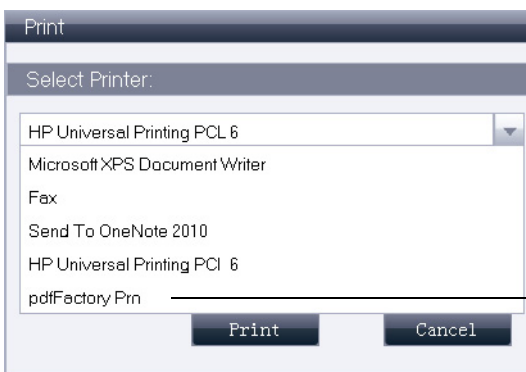 Print
Select Printer:
HP Universal Printing PCL 6
Microsoft XPS Document Writer
Fax
Send To OneNote 2010
HP Universal Printing PCl 6
pdfFactory Prn
Print Cancel